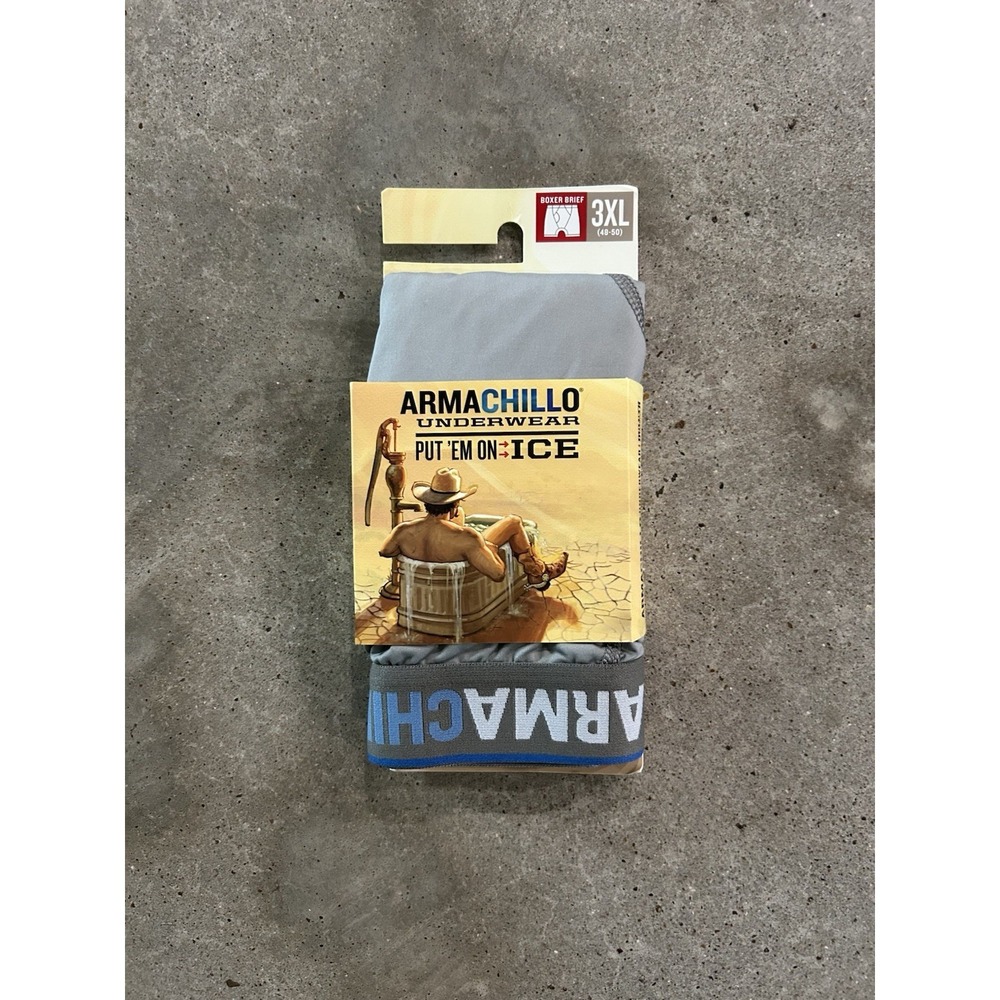 BOXER BRIEF
3XL
(48-50)
ARMACHILLO®
UNDERWEAR
PUT 'EM ON ICE
ARMACHI